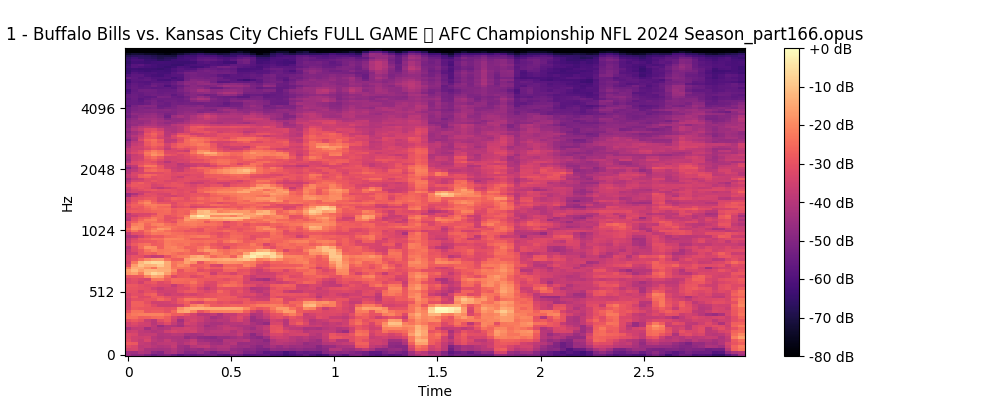 1 - Buffalo Bills vs. Kansas City Chiefs FULL GAME ▯ AFC Championship NFL 2024 Season_part166.opus
Hz
4096
2048
1024
512
0
0 0.5 1 1.5 2 2.5
Time
+0 dB
-10 dB
-20 dB
-30 dB
-40 dB
-50 dB
-60 dB
-70 dB
-80 dB